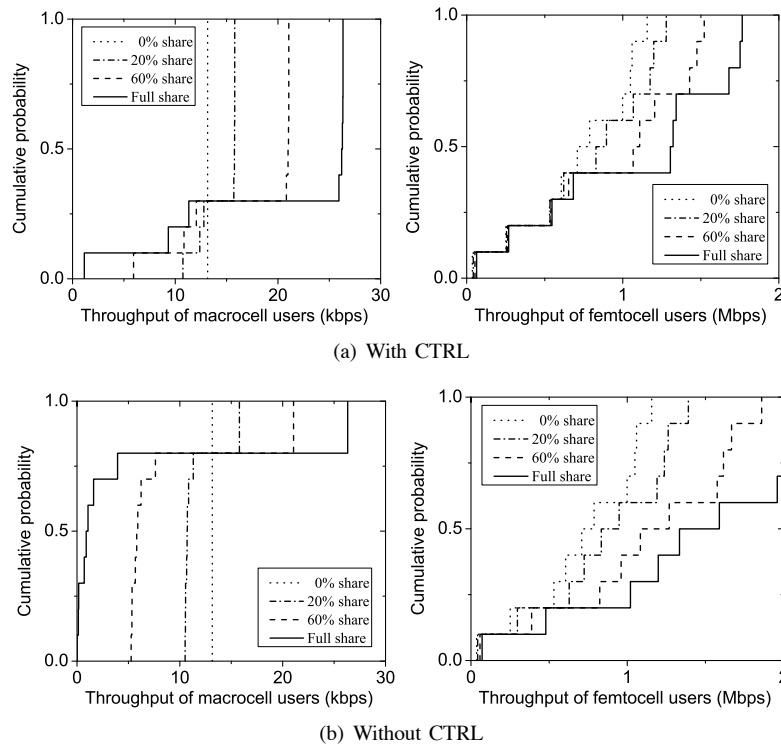 1.0
0.5
0.0
Cumulative probability
0% share
20% share
60% share
Full share
0
10
20
30
Throughput of macrocell users (kbps)
1.0
0.5
0.0
Cumulative probability
0% share
20% share
60% share
Full share
0
1
2
Throughput of femtocell users (Mbps)
(a) With CTRL
1.0
0.5
0.0
Cumulative probability
0% share
20% share
60% share
Full share
0
10
20
30
Throughput of macrocell users (kbps)
1.0
0.5
0.0
Cumulative probability
0% share
20% share
60% share
Full share
0
1
2
Throughput of femtocell users (Mbps)
(b) Without CTRL